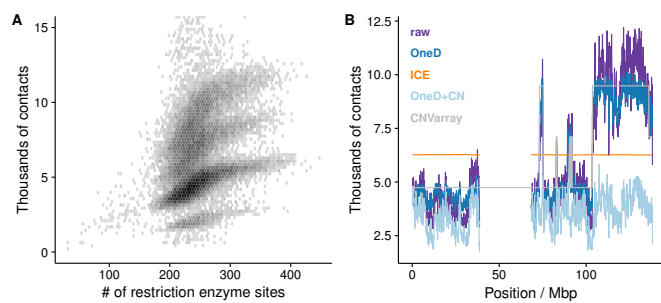 A
Thousands of contacts
15
10
5
0
100
200
300
400
# of restriction enzyme sites
B
Thousands of contacts
12.5
10.0
7.5
5.0
2.5
raw
OneD
ICE
OneD+CN
CNVarray
0
50
100
Position / Mbp